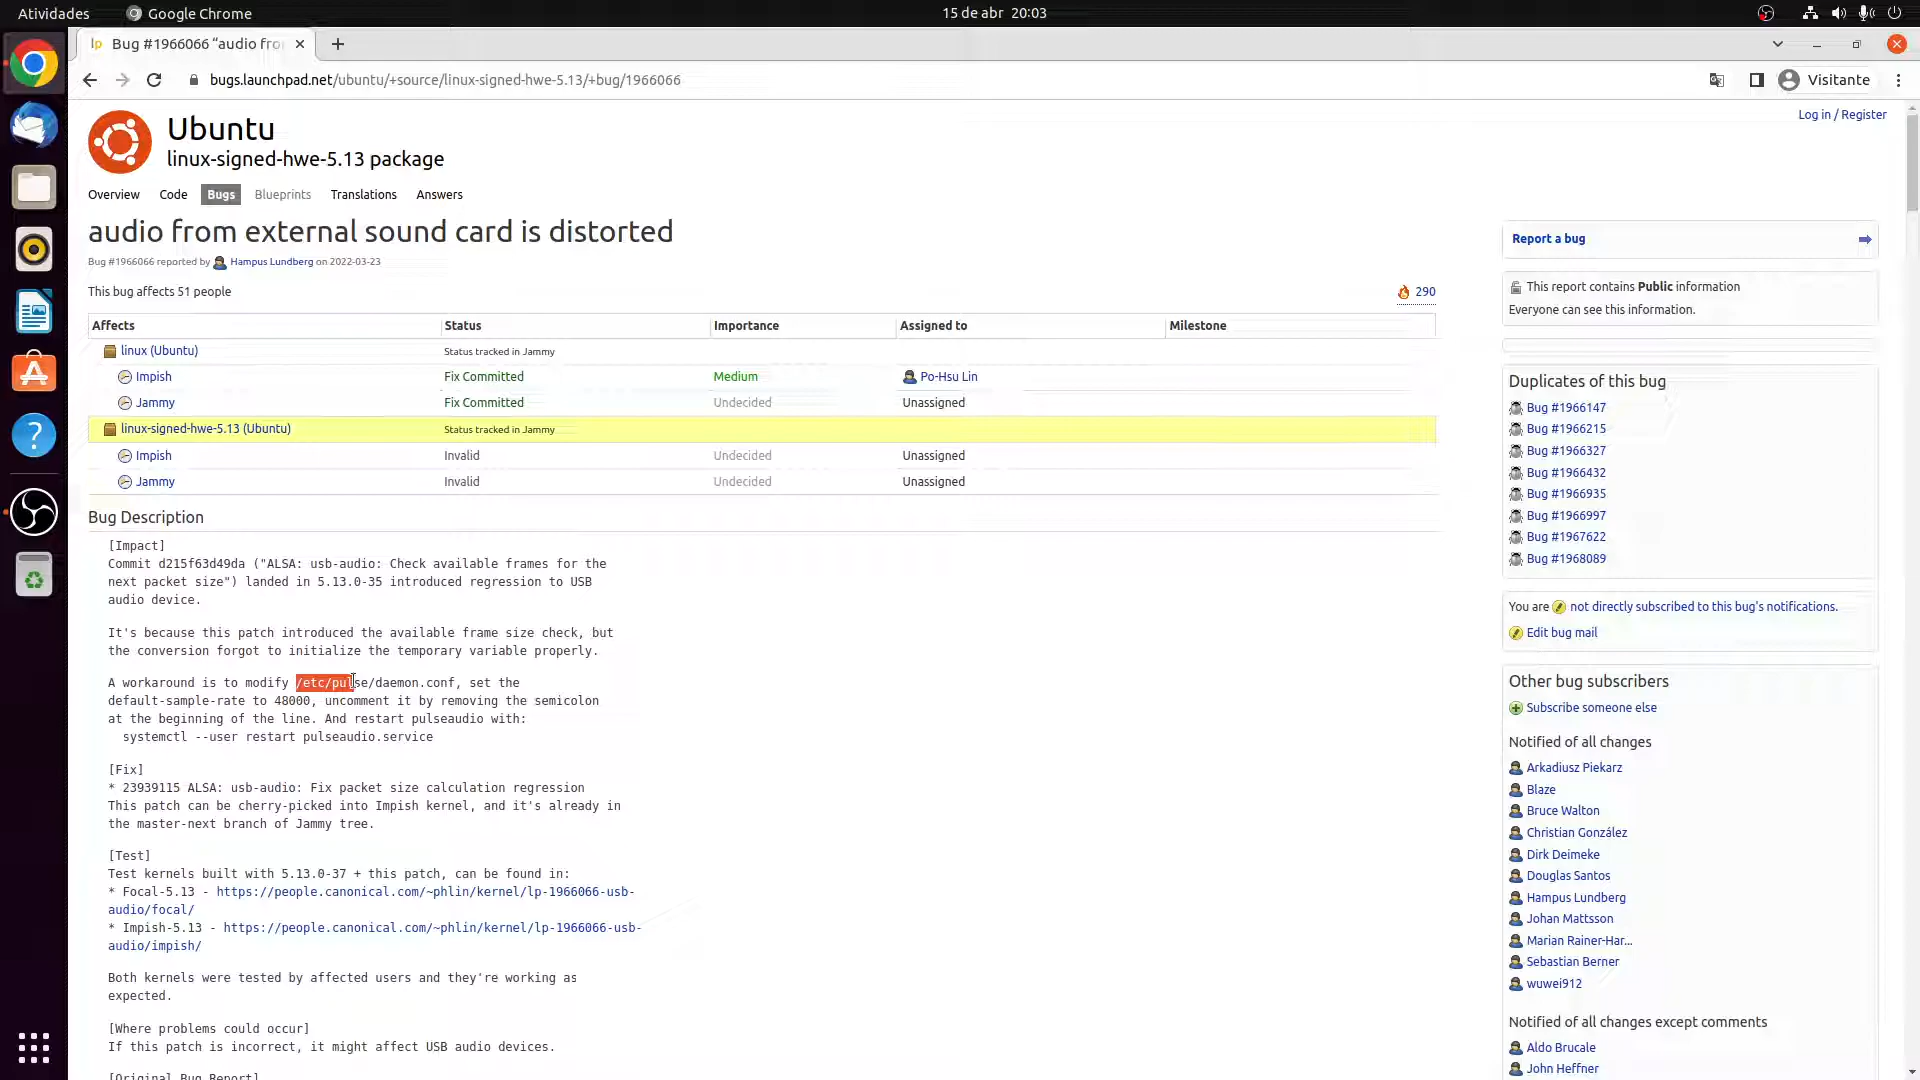 Atividades
Google Chrome
15 de abr 20:03
Bug #1966066 “audio fro
bugs.launchpad.net/ubuntu/+source/linux-signed-hwe-5.13/+bug/1966066
Visitante
Log in / Register
Ubuntu
linux-signed-hwe-5.13 package
Overview Code Bugs Blueprints Translations Answers
audio from external sound card is distorted
Bug #1966066 reported by Hampus Lundberg on 2022-03-23
This bug affects 51 people
290
Affects Status Importance Assigned to Milestone
linux (Ubuntu) Status tracked in Jammy
Impish Fix Committed Medium Po-Hsu Lin
Jammy Fix Committed Undecided Unassigned
linux-signed-hwe-5.13 (Ubuntu) Status tracked in Jammy
Impish Invalid Undecided Unassigned
Jammy Invalid Undecided Unassigned
Bug Description
[Impact]
Commit d215f63d49da ("ALSA: usb-audio: Check available frames for the
next packet size") landed in 5.13.0-35 introduced regression to USB
audio device.
It's because this patch introduced the available frame size check, but
the conversion forgot to initialize the temporary variable properly.
A workaround is to modify /etc/pulse/daemon.conf, set the
default-sample-rate to 48000, uncomment it by removing the semicolon
at the beginning of the line. And restart pulseaudio with:
systemctl --user restart pulseaudio.service
[Fix]
* 23939115 ALSA: usb-audio: Fix packet size calculation regression
This patch can be cherry-picked into Impish kernel, and it's already in
the master-next branch of Jammy tree.
[Test]
Test kernels built with 5.13.0-37 + this patch, can be found in:
* Focal-5.13 - https://people.canonical.com/~phlin/kernel/lp-1966066-usb-
audio/focal/
* Impish-5.13 - https://people.canonical.com/~phlin/kernel/lp-1966066-usb-
audio/impish/
Both kernels were tested by affected users and they're working as
expected.
[Where problems could occur]
If this patch is incorrect, it might affect USB audio devices.
[Original Bug Report]
Report a bug
This report contains Public information
Everyone can see this information.
Duplicates of this bug
Bug #1966147
Bug #1966215
Bug #1966327
Bug #1966432
Bug #1966935
Bug #1966997
Bug #1967622
Bug #1968089
You are not directly subscribed to this bug's notifications.
Edit bug mail
Other bug subscribers
Subscribe someone else
Notified of all changes
Arkadiusz Piekarz
Blaze
Bruce Walton
Christian González
Dirk Deimeke
Douglas Santos
Hampus Lundberg
Johan Mattsson
Marian Rainer-Har...
Sebastian Berner
wuwei912
Notified of all changes except comments
Aldo Brucale
John Heffner